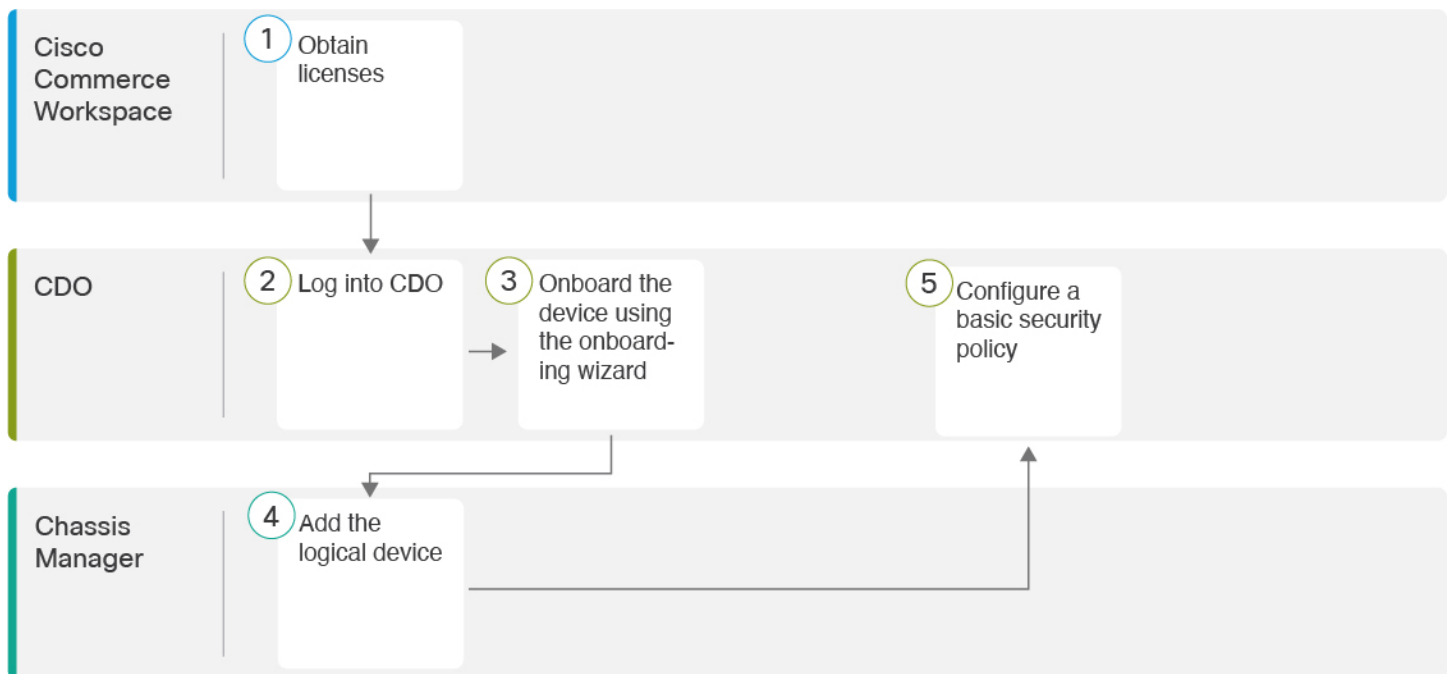 Cisco
Commerce
Workspace
1
Obtain
licenses
CDO
2
Log into CDO
3
Onboard the
device using
the onboard-
ing wizard
5
Configure a
basic security
policy
Chassis
Manager
4
Add the
logical device